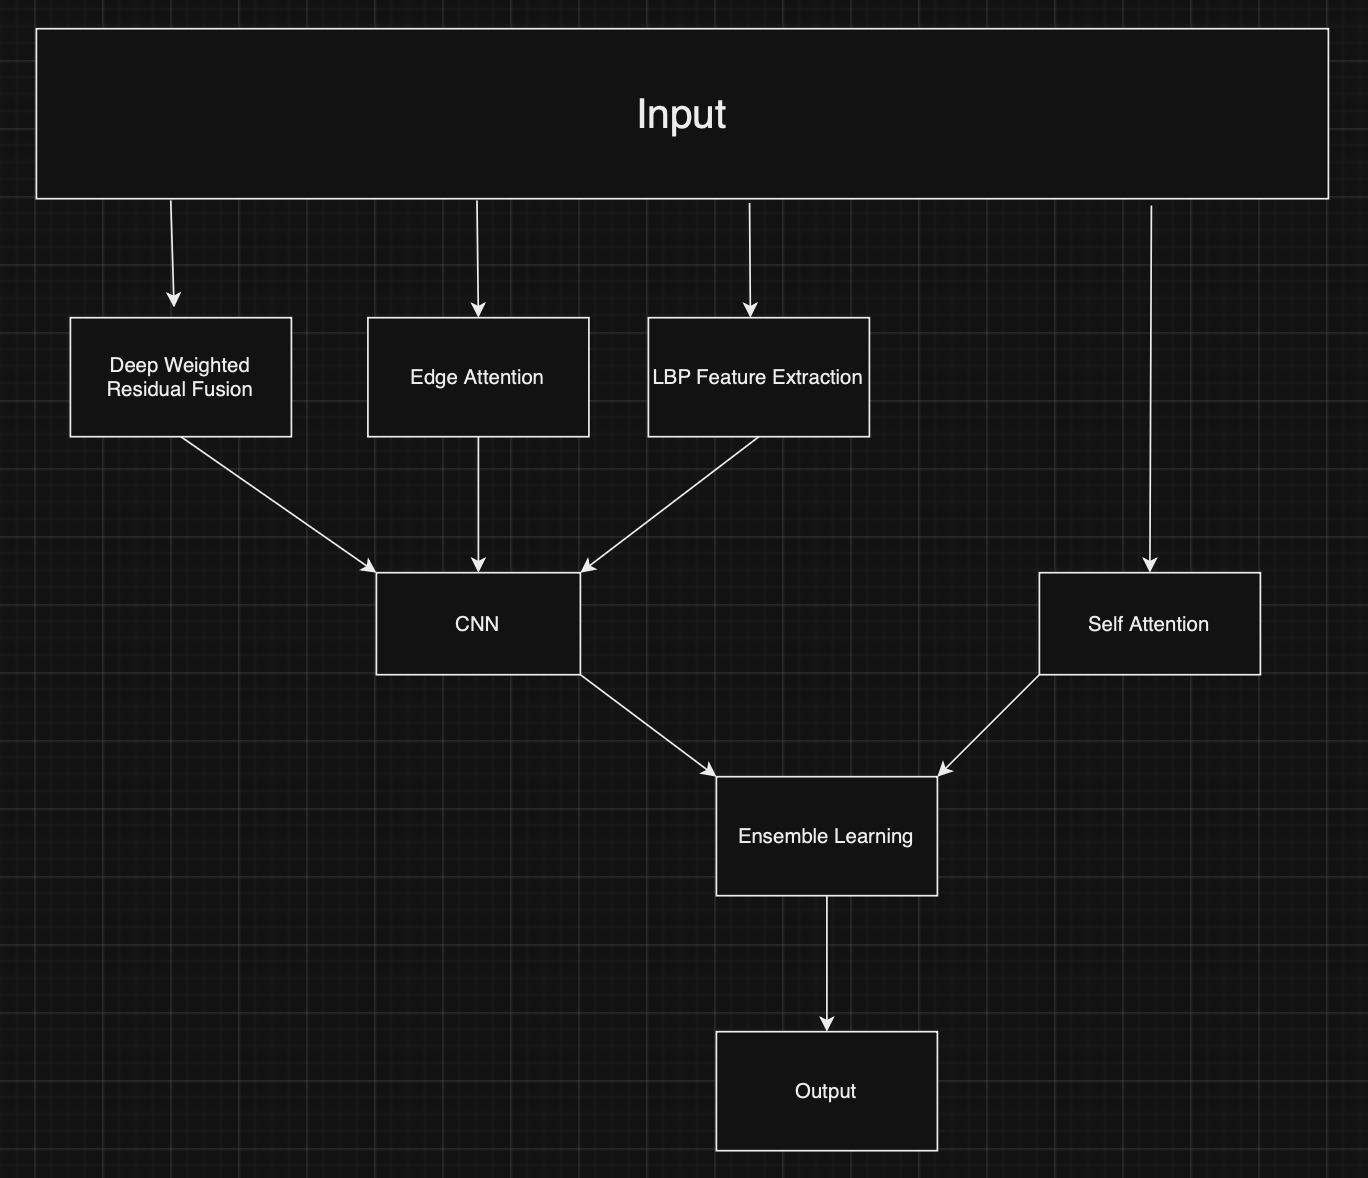 Input
Deep Weighted
Residual Fusion
Edge Attention
LBP Feature Extraction
CNN
Self Attention
Ensemble Learning
Output